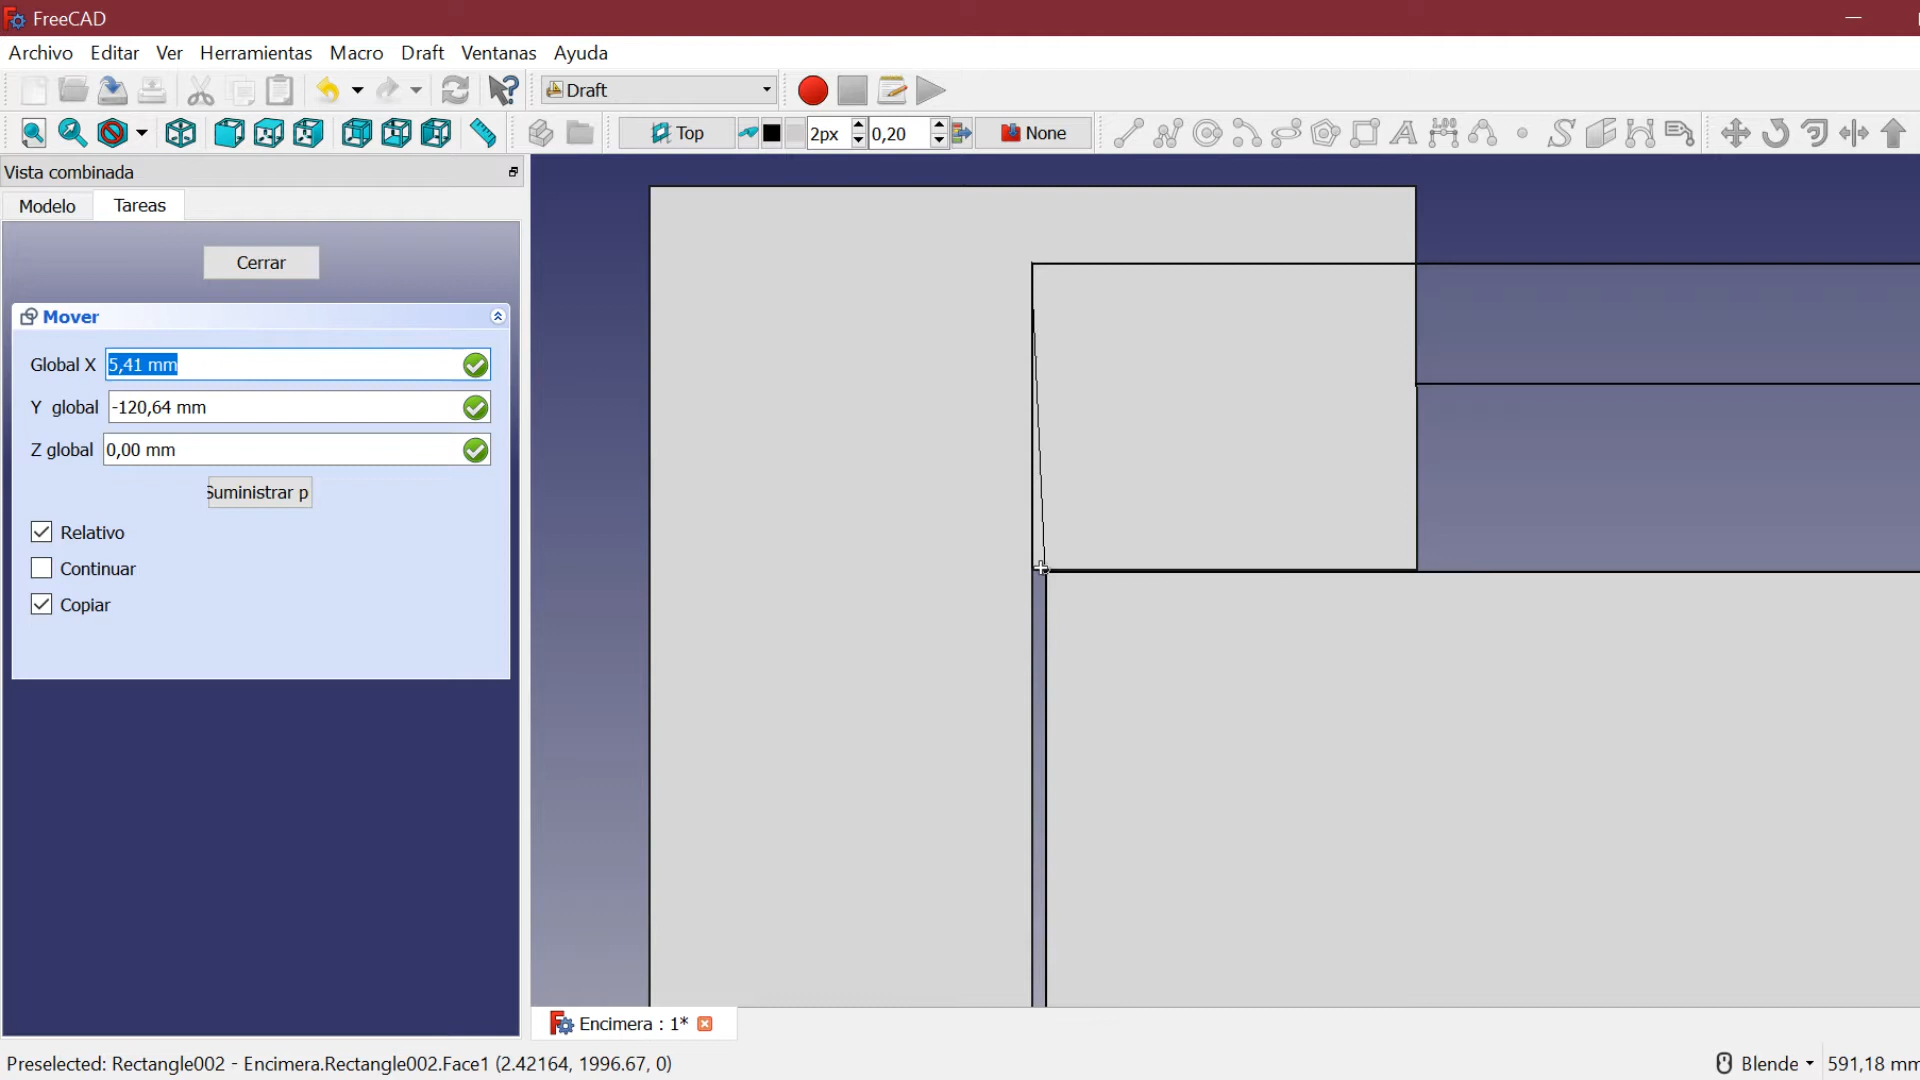 FreeCAD
Archivo Editar Ver Herramientas Macro Draft Ventanas Ayuda
Draft
Top 2px 0,20 None
Vista combinada
Modelo Tareas
Cerrar
Mover
Global X 5,41 mm
Y global -120,64 mm
Z global 0,00 mm
Suministrar p
Relativo
Continuar
Copiar
Encimera : 1*
Preselected: Rectangle002 - Encimera.Rectangle002.Face1 (2.42164, 1996.67, 0) Blende 591,18 mm